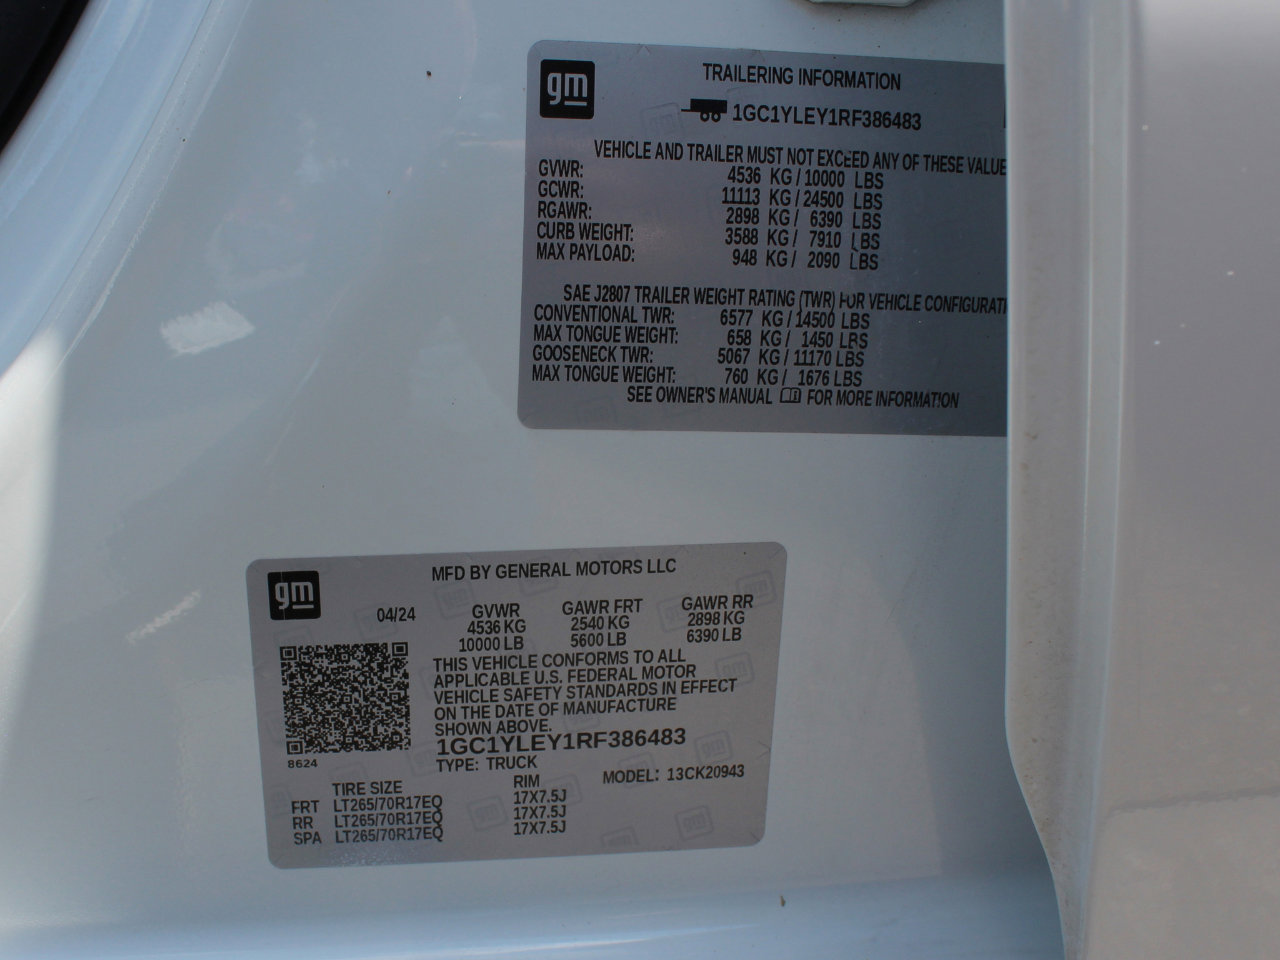 gm
TRAILERING INFORMATION
1GC1YLEY1RF386483
VEHICLE AND TRAILER MUST NOT EXCEED ANY OF THESE VALUE
GVWR: 4536 KG / 10000 LBS
GCWR: 11113 KG / 24500 LBS
RGAWR: 2898 KG / 6390 LBS
CURB WEIGHT: 3588 KG / 7910 LBS
MAX PAYLOAD: 948 KG / 2090 LBS
SAE J2807 TRAILER WEIGHT RATING (TWR) FOR VEHICLE CONFIGURATI
CONVENTIONAL TWR: 6577 KG / 14500 LBS
MAX TONGUE WEIGHT: 658 KG / 1450 LBS
GOOSENECK TWR: 5067 KG / 11170 LBS
MAX TONGUE WEIGHT: 760 KG / 1676 LBS
SEE OWNER'S MANUAL FOR MORE INFORMATION
gm
MFD BY GENERAL MOTORS LLC
04/24 GVWR GAWR FRT GAWR RR
4536 KG 2540 KG 2898 KG
10000 LB 5600 LB 6390 LB
THIS VEHICLE CONFORMS TO ALL
APPLICABLE U.S. FEDERAL MOTOR
VEHICLE SAFETY STANDARDS IN EFFECT
ON THE DATE OF MANUFACTURE
SHOWN ABOVE.
1GC1YLEY1RF386483
8624
TYPE: TRUCK
MODEL: 13CK20943
TIRE SIZE RIM
FRT LT265/70R17EQ 17X7.5J
RR LT265/70R17EQ 17X7.5J
SPA LT265/70R17EQ 17X7.5J